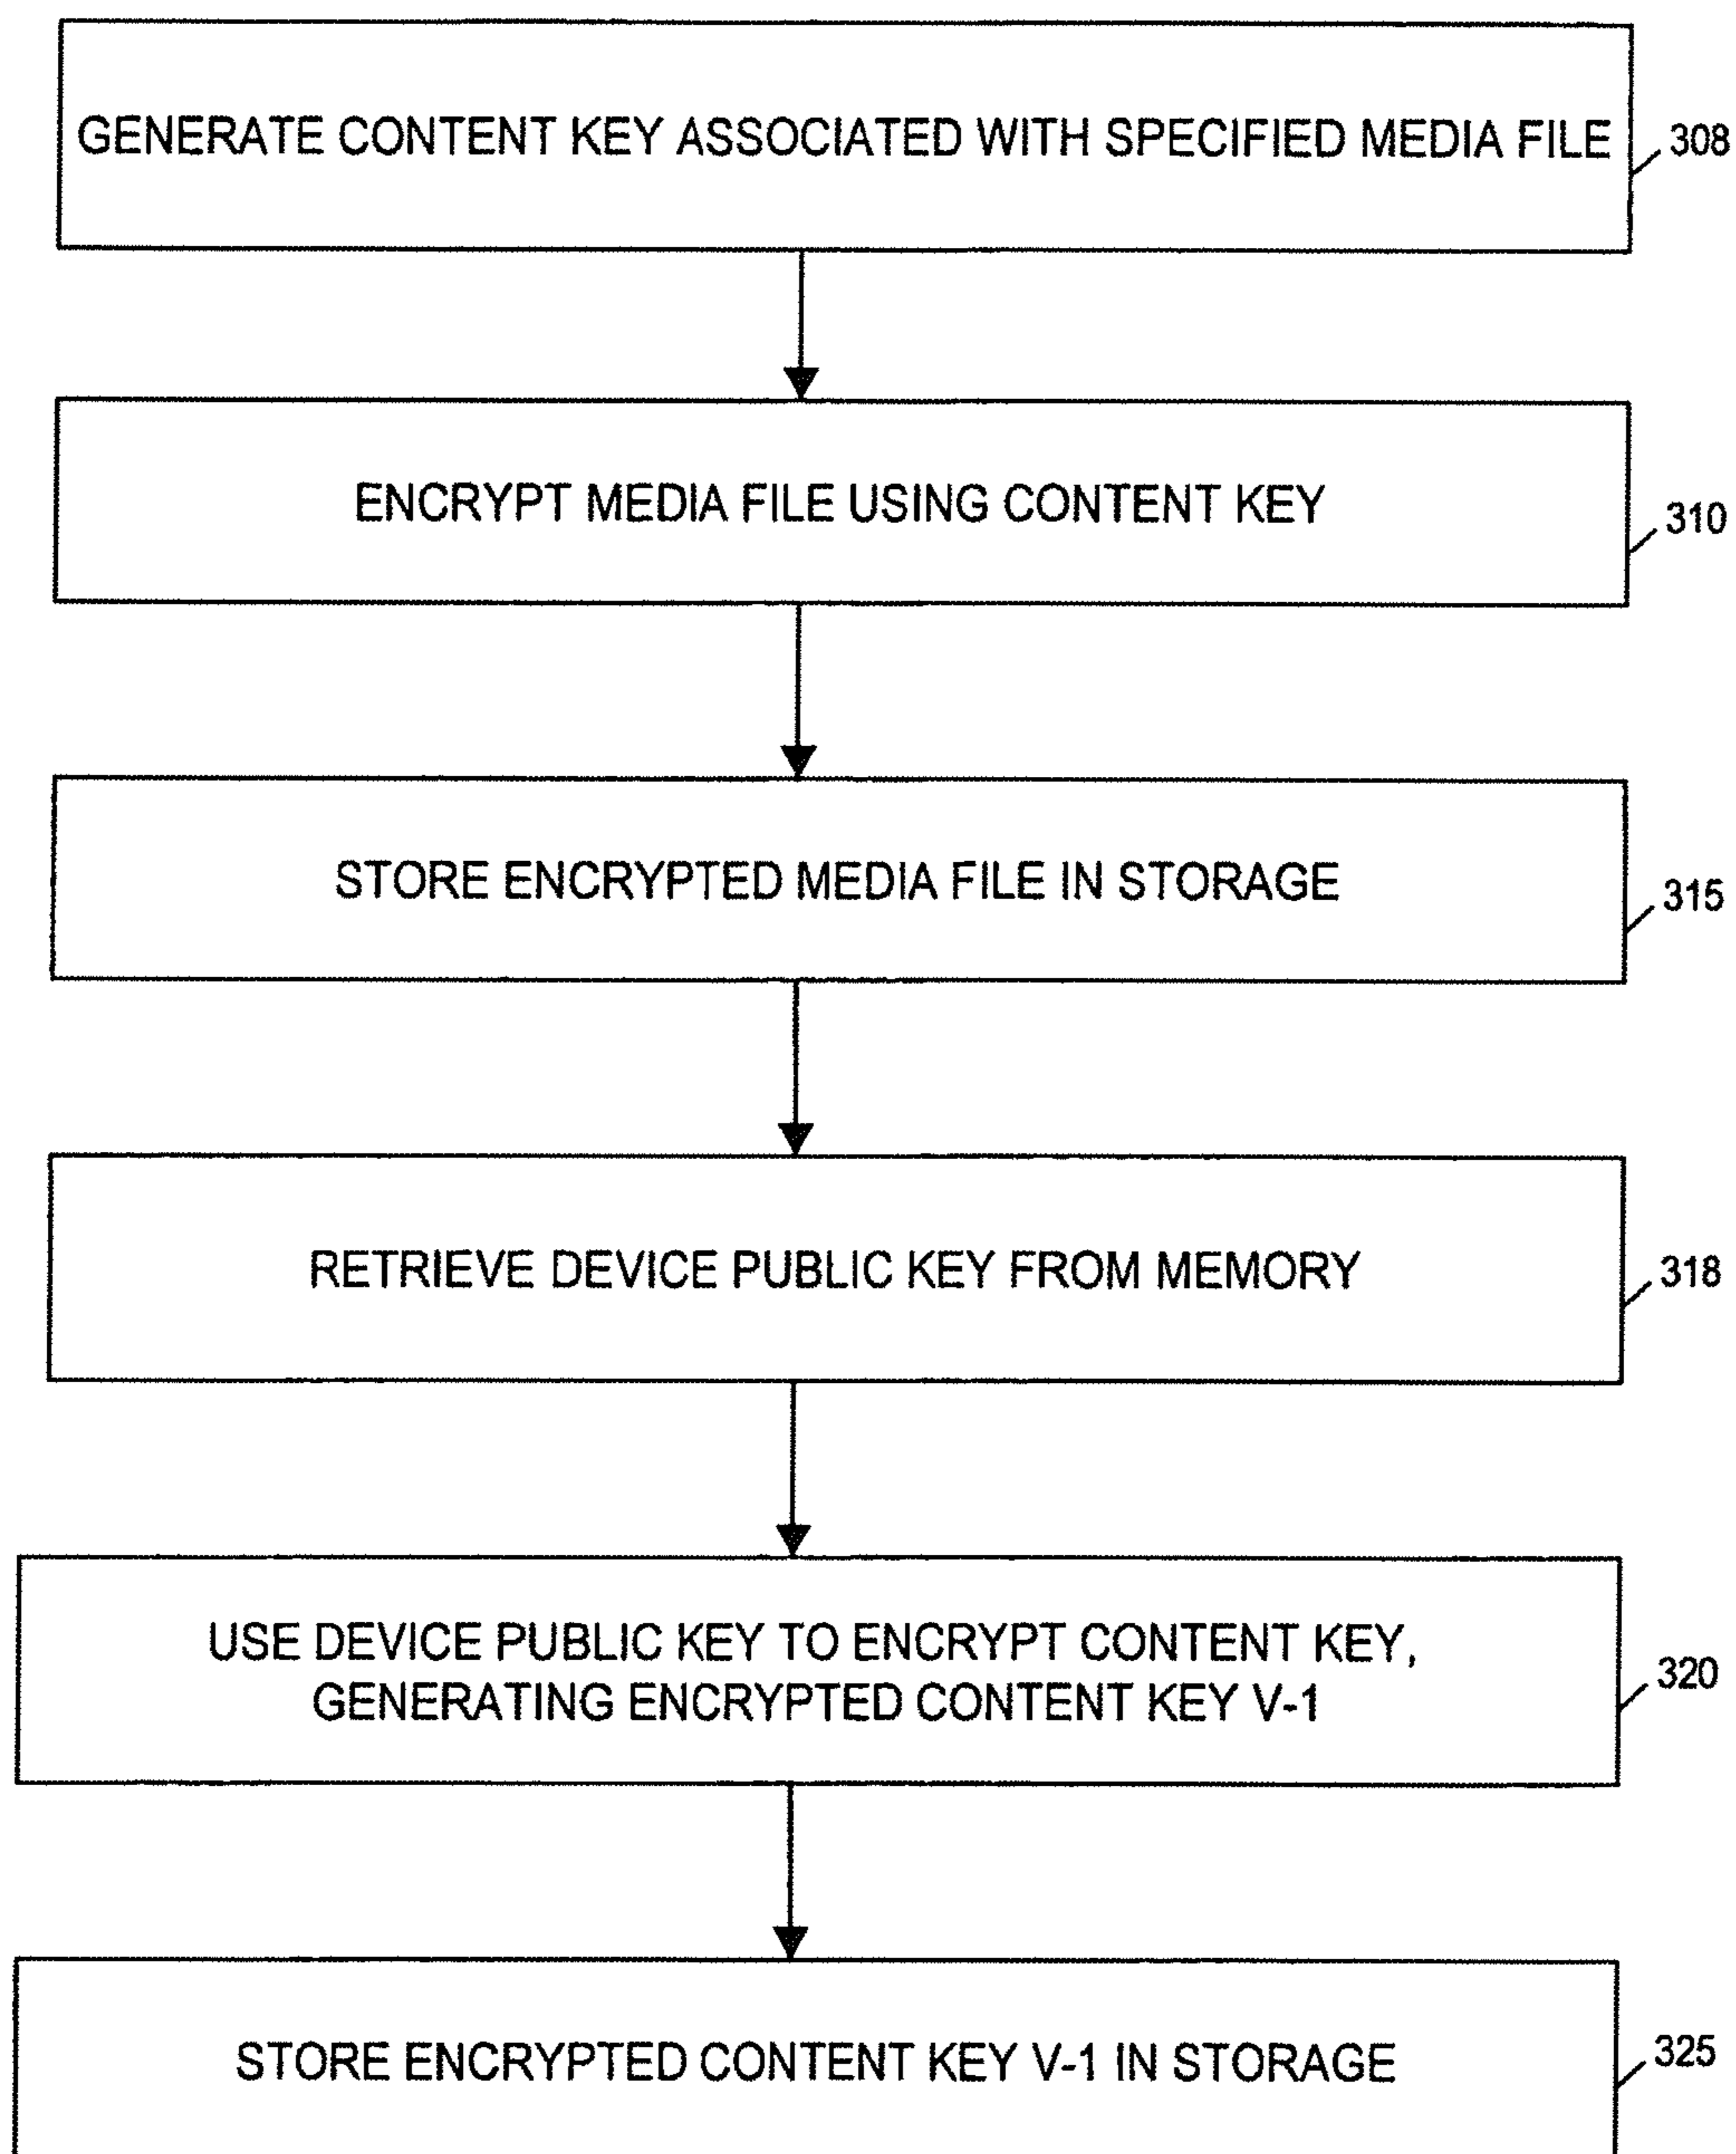 GENERATE CONTENT KEY ASSOCIATED WITH SPECIFIED MEDIA FILE
308
ENCRYPT MEDIA FILE USING CONTENT KEY
310
STORE ENCRYPTED MEDIA FILE IN STORAGE
315
RETRIEVE DEVICE PUBLIC KEY FROM MEMORY
318
USE DEVICE PUBLIC KEY TO ENCRYPT CONTENT KEY,
GENERATING ENCRYPTED CONTENT KEY V-1
320
STORE ENCRYPTED CONTENT KEY V-1 IN STORAGE
325